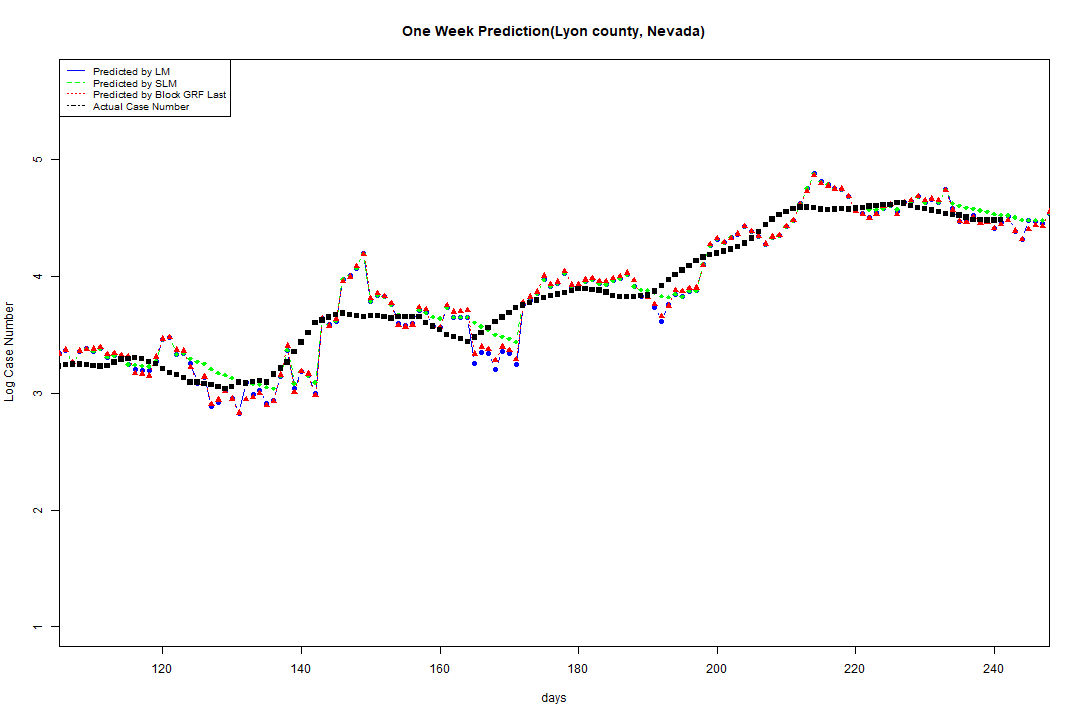 One Week Prediction(Lyon county, Nevada)
Predicted by LM
Predicted by SLM
Predicted by Block GRF Last
Actual Case Number
5
4
3
2
1
Log Case Number
120 140 160 180 200 220 240
days